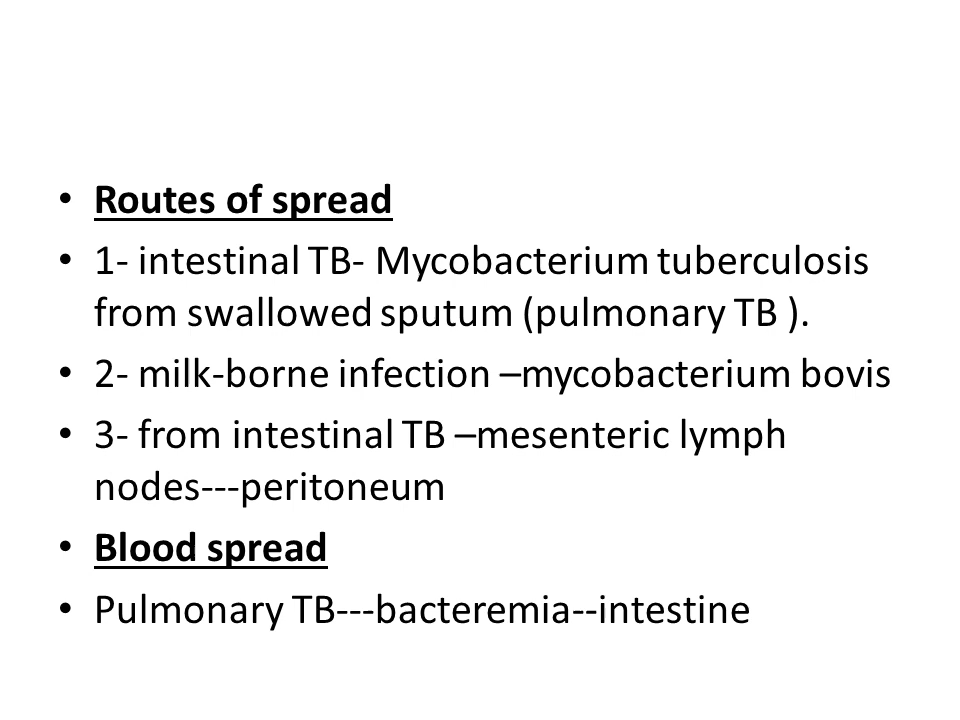 • Routes of spread
• 1- intestinal TB- Mycobacterium tuberculosis
from swallowed sputum (pulmonary TB ).
• 2- milk-borne infection –mycobacterium bovis
• 3- from intestinal TB –mesenteric lymph
nodes---peritoneum
• Blood spread
• Pulmonary TB---bacteremia--intestine